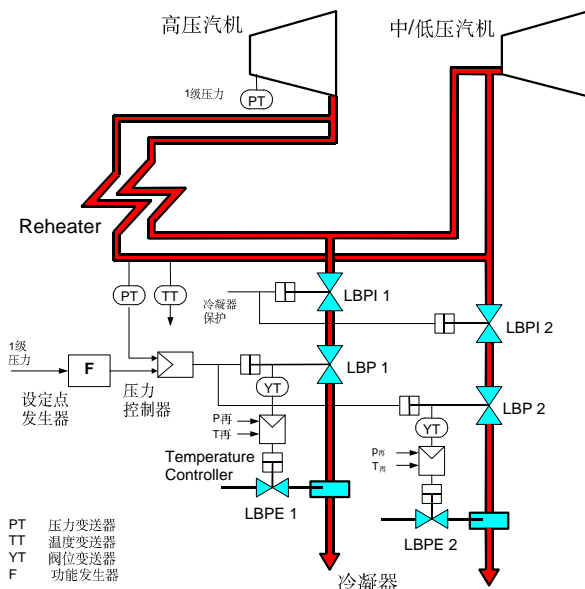 高压汽机
中/低压汽机
1级压力
PT
Reheater
PT
TT
冷凝器
保护
LBPI 1
LBPI 2
1级
压力
F
设定点
发生器
压力
控制器
LBP 1
YT
LBP 2
YT
P再
T再
P再
T再
Temperature
Controller
LBPE 1
LBPE 2
PT 压力变送器
TT 温度变送器
YT 阀位变送器
F 功能发生器
冷凝器